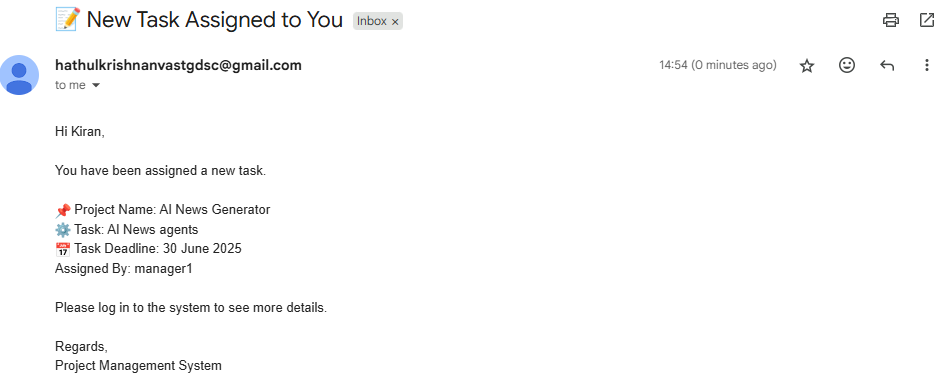 📝 New Task Assigned to You Inbox ×
hathulkrishnanvastgdsc@gmail.com 14:54 (0 minutes ago)
to me
Hi Kiran,
You have been assigned a new task.
📌 Project Name: AI News Generator
⚙️ Task: AI News agents
📅 Task Deadline: 30 June 2025
Assigned By: manager1
Please log in to the system to see more details.
Regards,
Project Management System